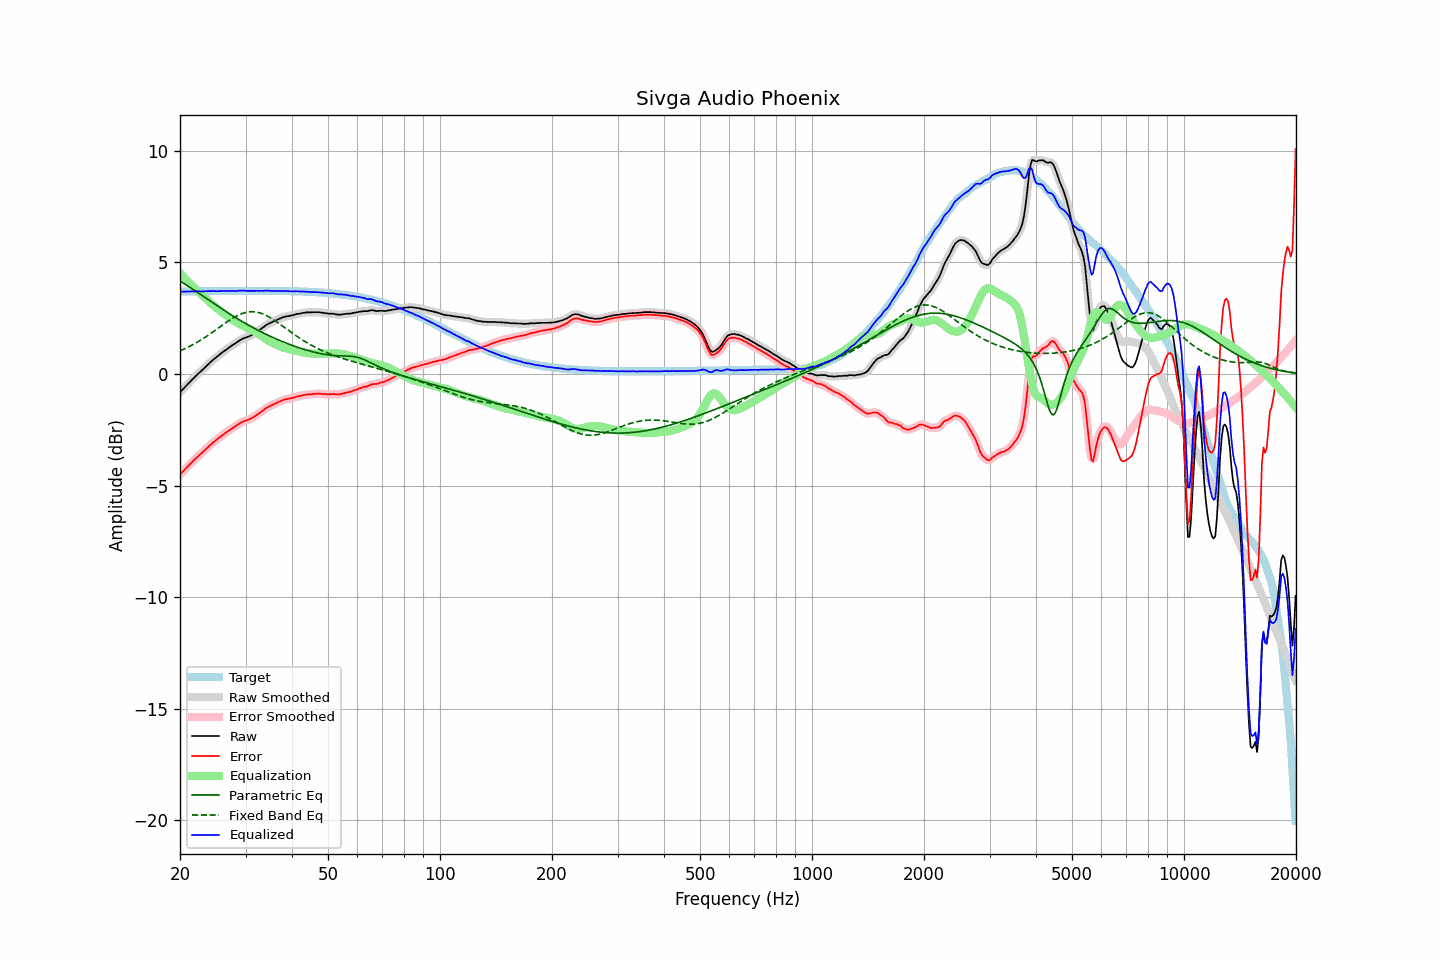 Sivga Audio Phoenix
10
5
0
−5
−10
−15
−20
Amplitude (dBr)
Target
Raw Smoothed
Error Smoothed
Raw
Error
Equalization
Parametric Eq
Fixed Band Eq
Equalized
20 50 100 200 500 1000 2000 5000 10000 20000
Frequency (Hz)